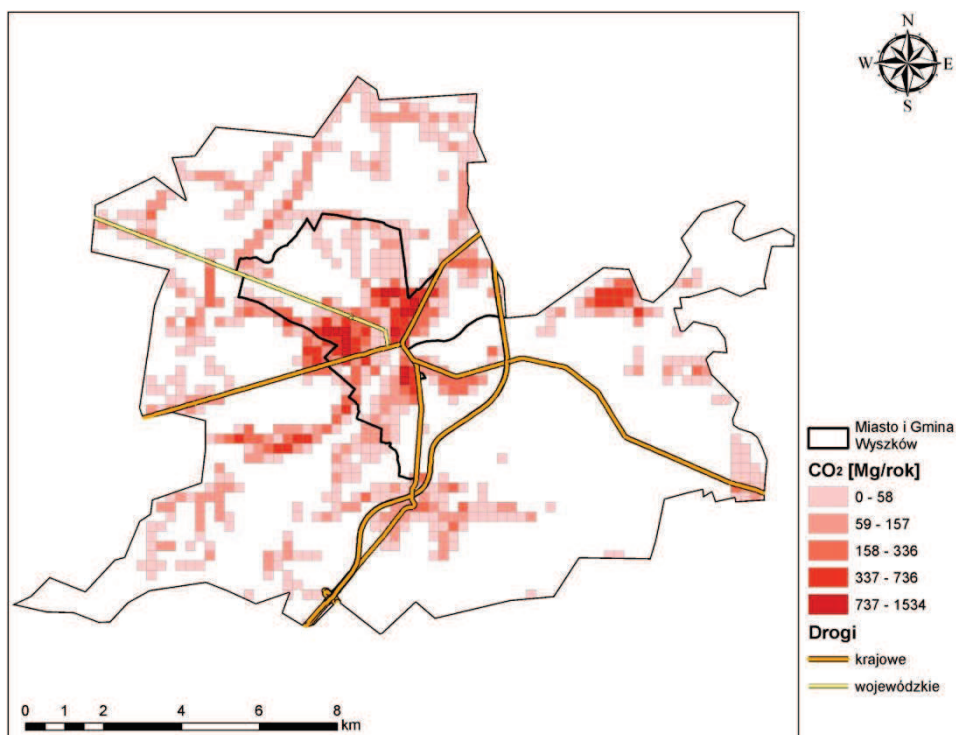 N
W E
S
Miasto i Gmina
Wyszków
CO₂ [Mg/rok]
0 - 58
59 - 157
158 - 336
337 - 736
737 - 1534
Drogi
krajowe
wojewódzkie
0 1 2 4 6 8
km